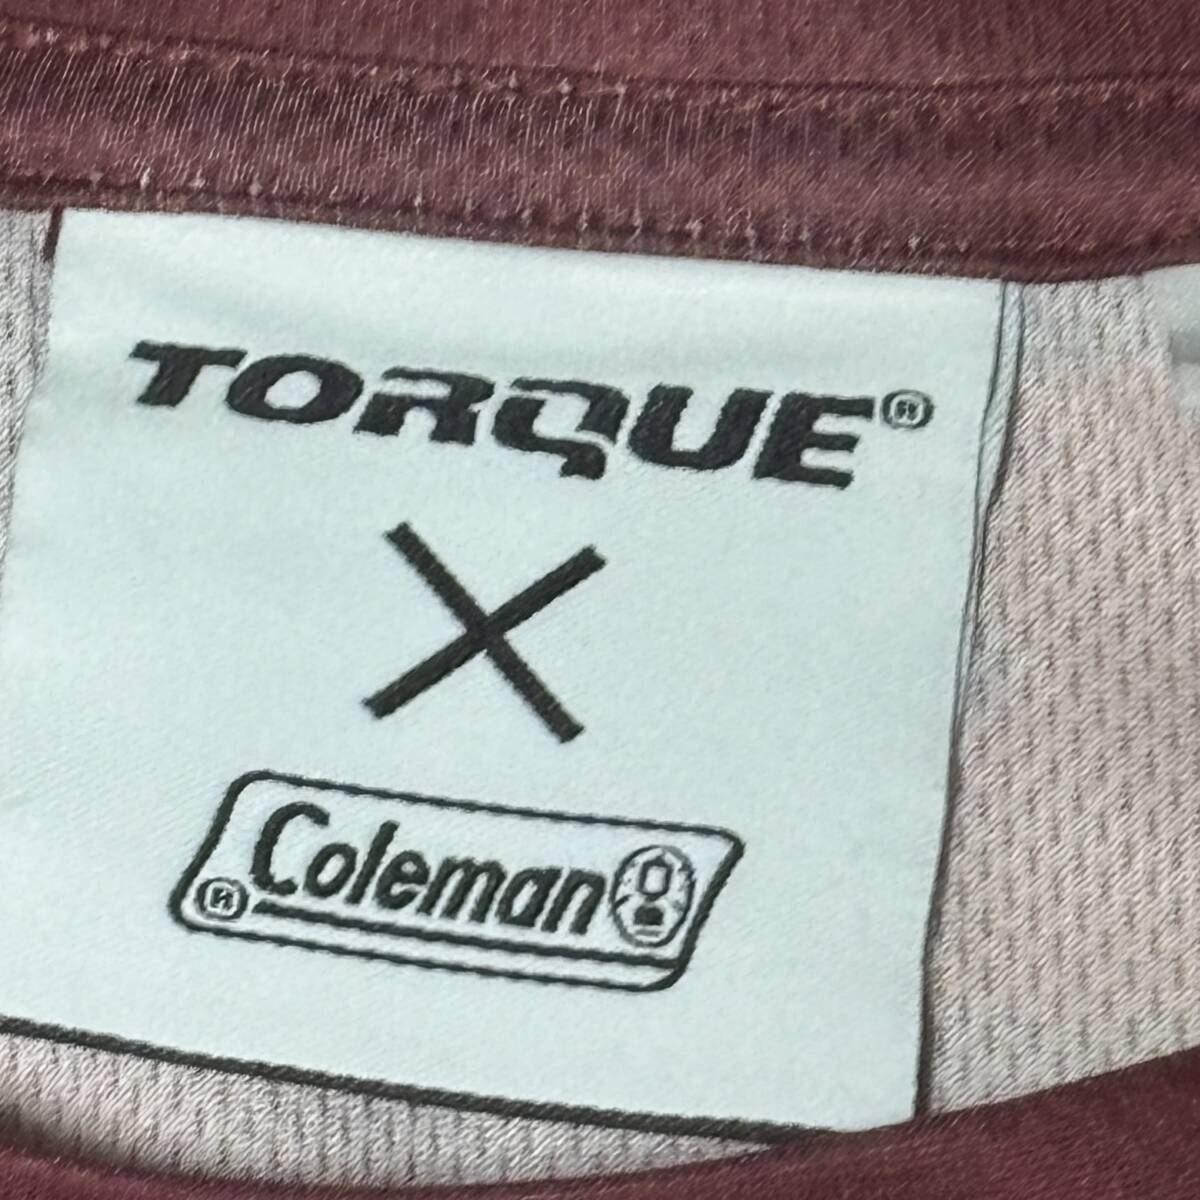 TORQUE®
×
Coleman ®